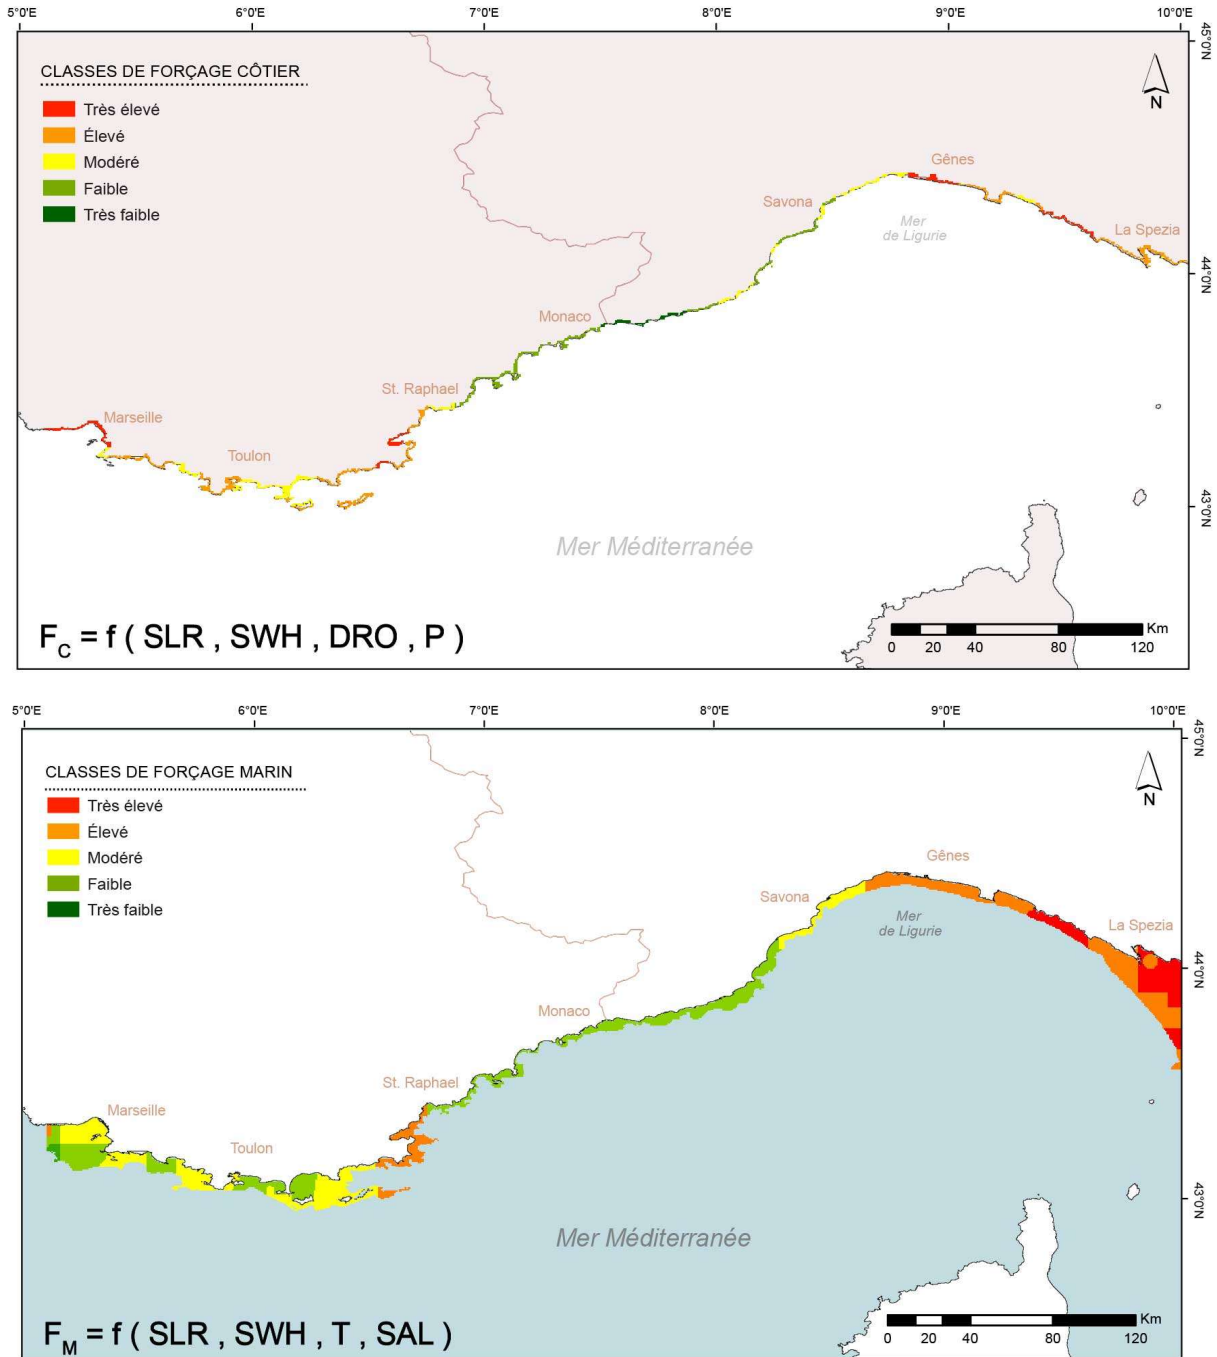 5°0'E 6°0'E 7°0'E 8°0'E 9°0'E 10°0'E
45°0'N
CLASSES DE FORÇAGE CÔTIER
Très élevé
Élevé
Modéré
Faible
Très faible
N
Gênes
Savona
Mer
de Ligurie
La Spezia
44°0'N
Monaco
St. Raphael
Marseille
Toulon
43°0'N
Mer Méditerranée
F_C = f ( SLR , SWH , DRO , P )
Km
0 20 40 80 120
5°0'E 6°0'E 7°0'E 8°0'E 9°0'E 10°0'E
45°0'N
CLASSES DE FORÇAGE MARIN
Très élevé
Élevé
Modéré
Faible
Très faible
N
Gênes
Savona
Mer
de Ligurie
La Spezia
44°0'N
Monaco
St. Raphael
Marseille
Toulon
43°0'N
Mer Méditerranée
F_M = f ( SLR , SWH , T , SAL )
Km
0 20 40 80 120